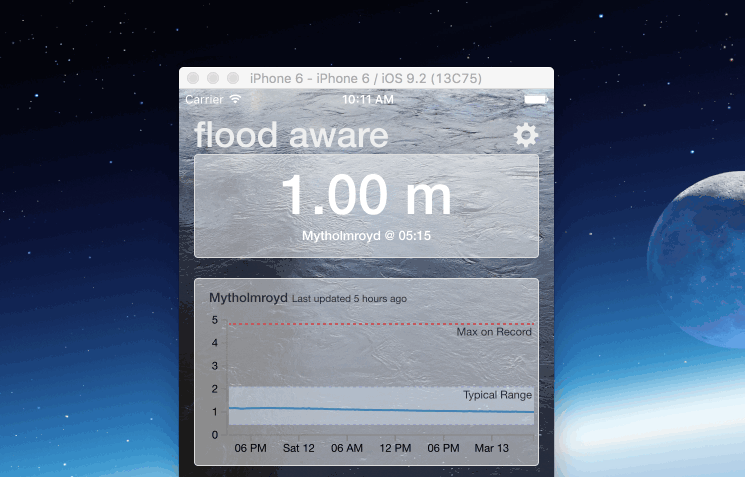 iPhone 6 - iPhone 6 / iOS 9.2 (13C75)
Carrier 10:11 AM
flood aware
1.00 m
Mytholmroyd @ 05:15
Mytholmroyd Last updated 5 hours ago
5
Max on Record
4
3
2
Typical Range
1
0
06 PM Sat 12 06 AM 12 PM 06 PM Mar 13